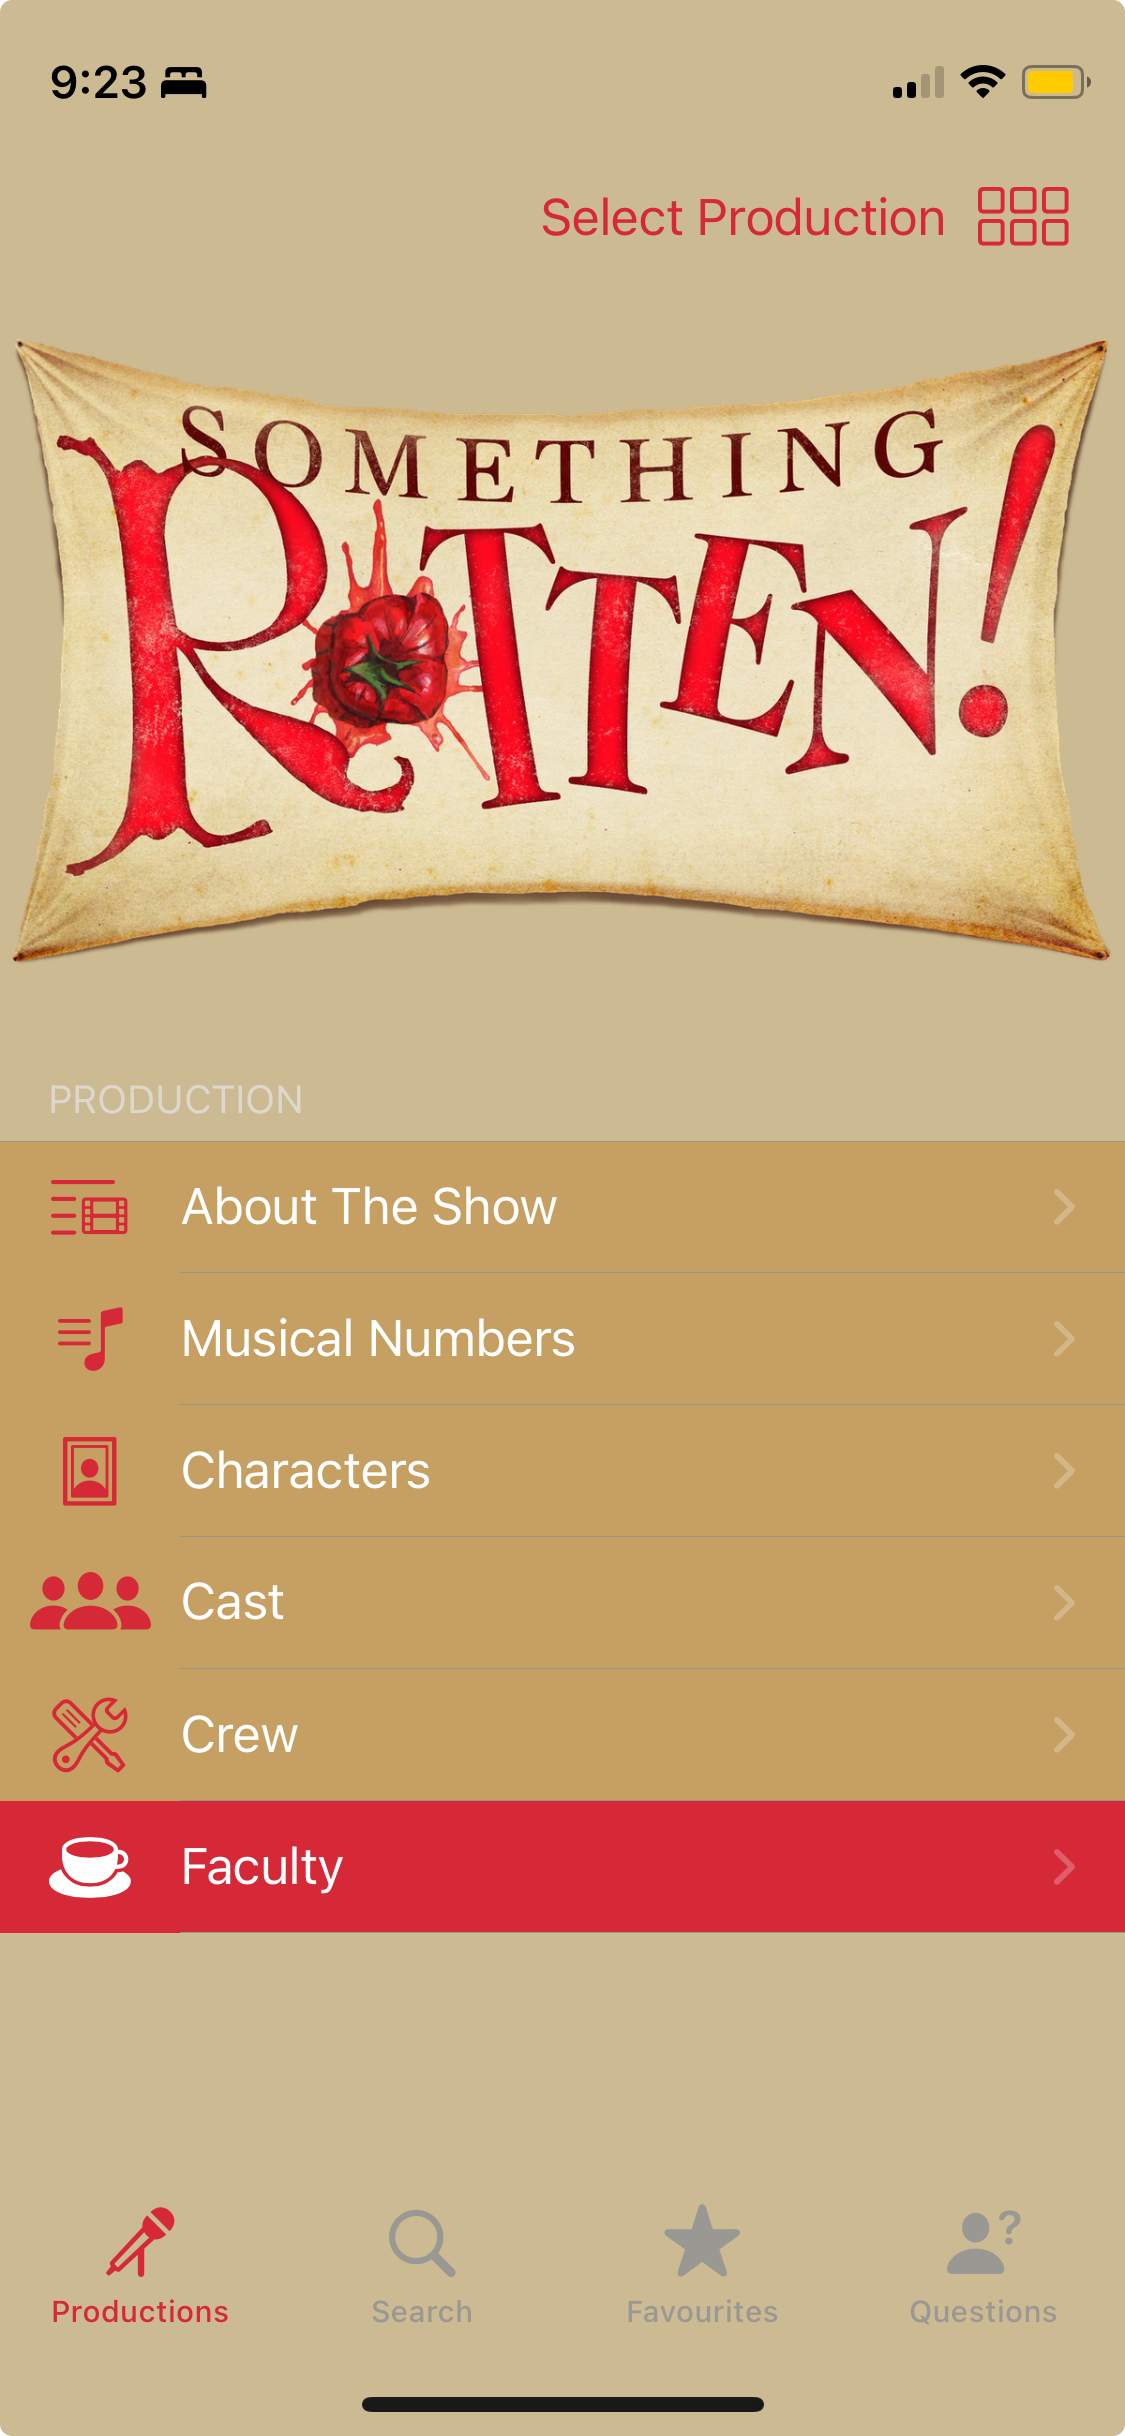 9:23
Select Production
SOMETHING
ROTTEN!
PRODUCTION
About The Show
Musical Numbers
Characters
Cast
Crew
Faculty
Productions
Search
Favourites
Questions